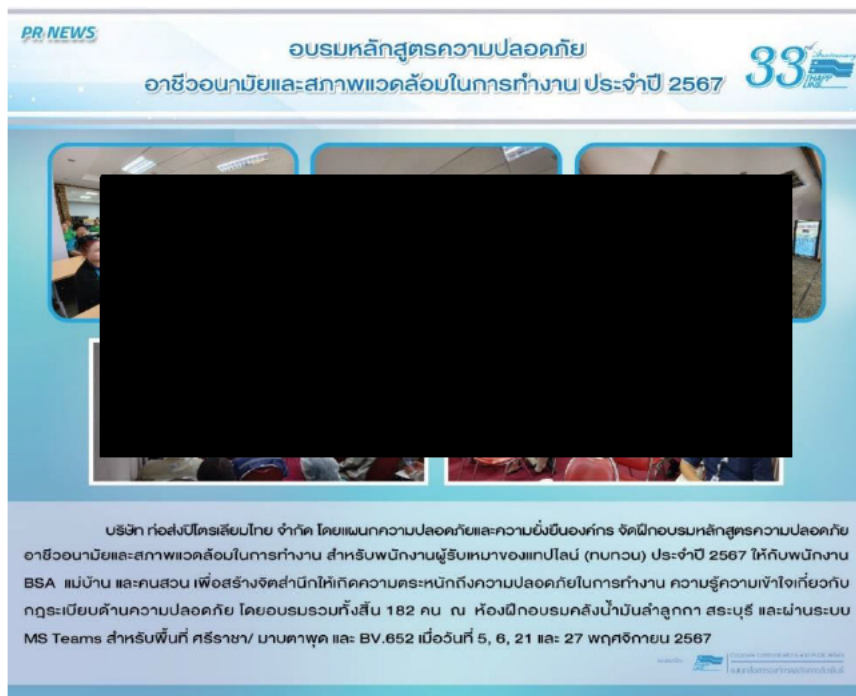 PR NEWS
อบรมหลักสูตรความปลอดภัย
อาชีวอนามัยและสภาพแวดล้อมในการทำงาน ประจำปี 2567
33rd Anniversary
THAPPLINE
บริษัท ท่อส่งปิโตรเลียมไทย จำกัด โดยแผนกความปลอดภัยและความยั่งยืนองค์กร จัดฝึกอบรมหลักสูตรความปลอดภัย
อาชีวอนามัยและสภาพแวดล้อมในการทำงาน สำหรับพนักงานผู้รับเหมาของแทปไลน์ (ทบทวน) ประจำปี 2567 ให้กับพนักงาน
BSA แม่บ้าน และคนสวน เพื่อสร้างจิตสำนึกให้เกิดความตระหนักถึงความปลอดภัยในการทำงาน ความรู้ความเข้าใจเกี่ยวกับ
กฎระเบียบด้านความปลอดภัย โดยอบรมรวมทั้งสิ้น 182 คน ณ ห้องฝึกอบรมคลังน้ำมันลำลูกกา สระบุรี และผ่านระบบ
MS Teams สำหรับพื้นที่ ศรีราชา/ มาบตาพุด และ BV.652 เมื่อวันที่ 5, 6, 21 และ 27 พฤศจิกายน 2567